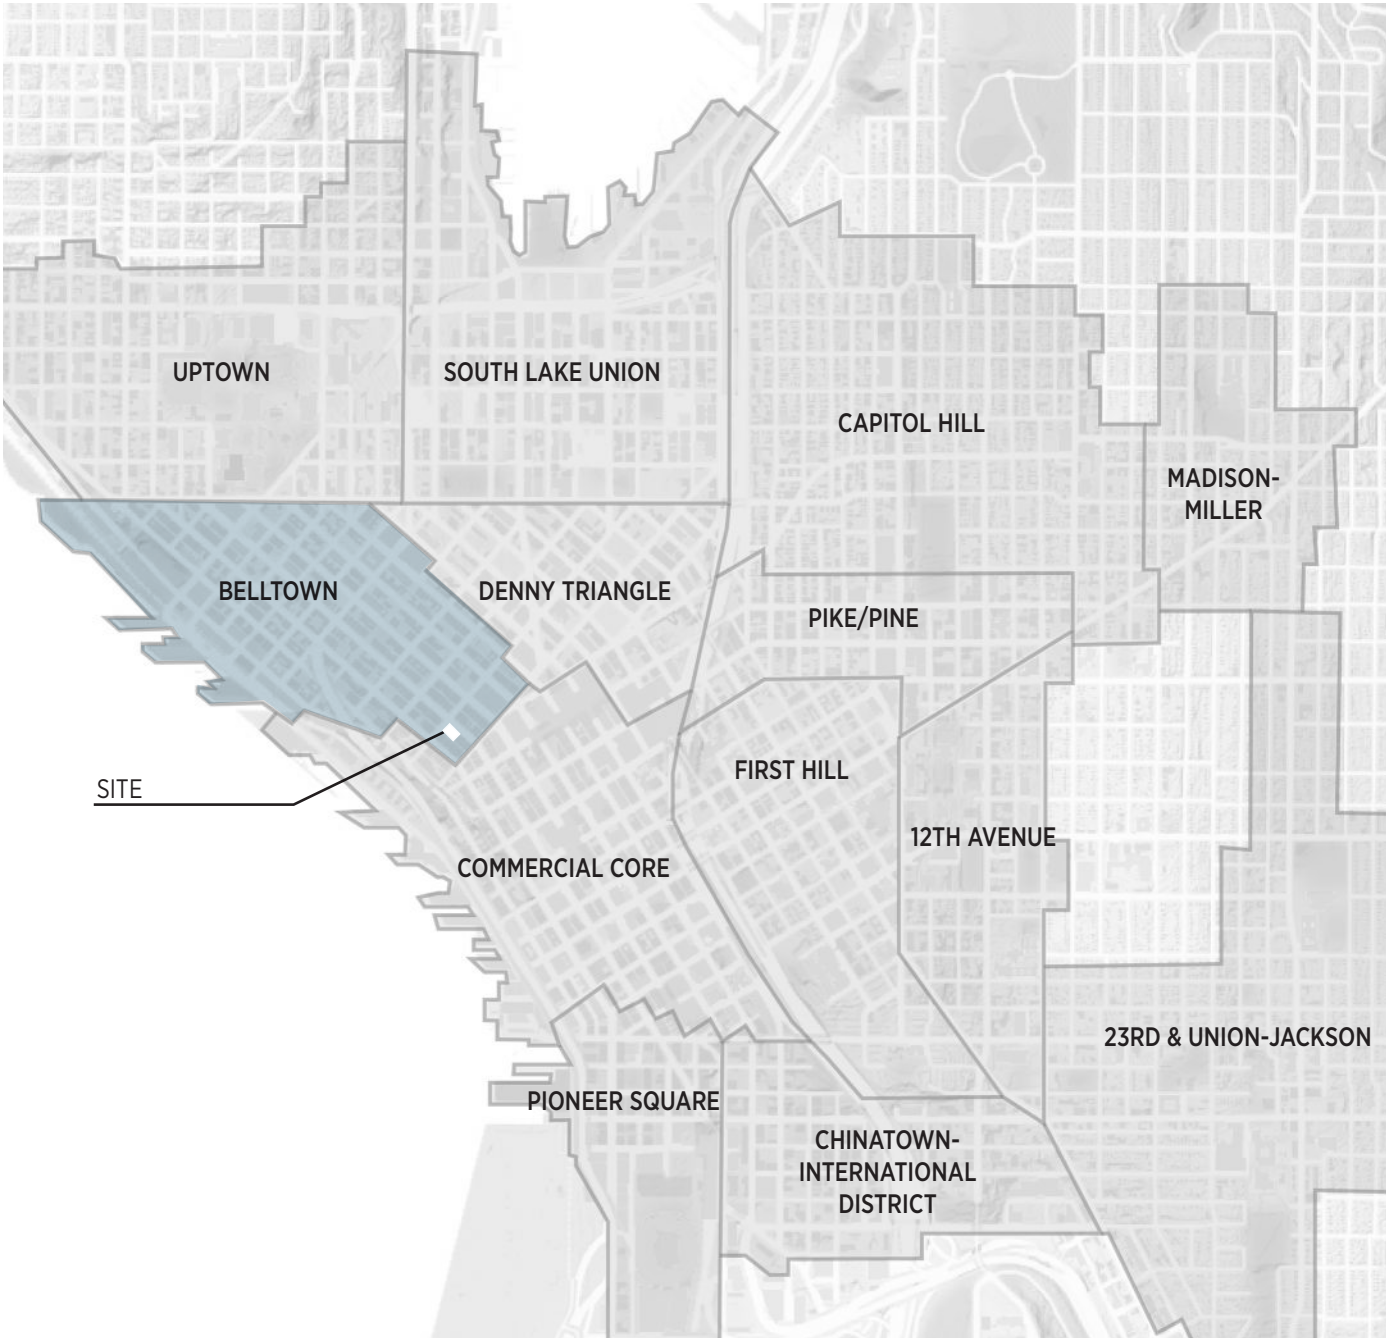 UPTOWN
SOUTH LAKE UNION
CAPITOL HILL
MADISON-
MILLER
BELLTOWN
DENNY TRIANGLE
PIKE/PINE
SITE
FIRST HILL
12TH AVENUE
COMMERCIAL CORE
23RD & UNION-JACKSON
PIONEER SQUARE
CHINATOWN-
INTERNATIONAL
DISTRICT